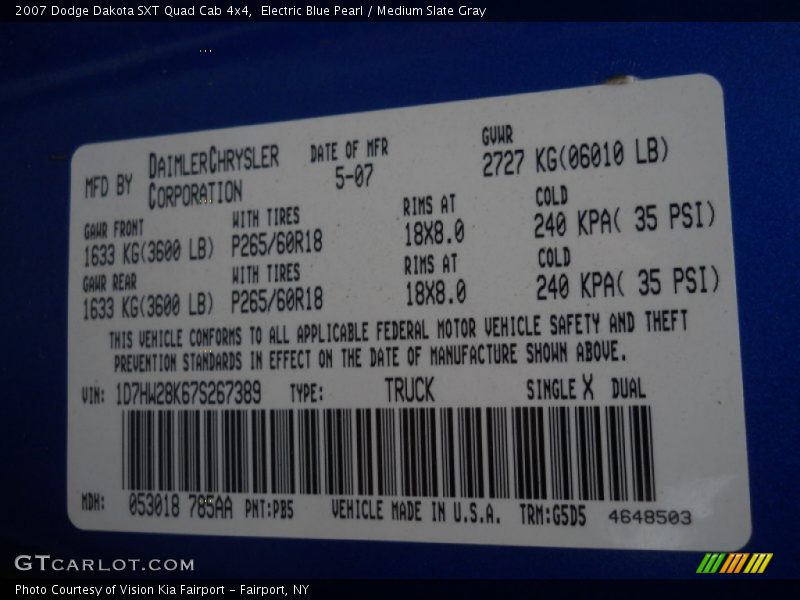 2007 Dodge Dakota SXT Quad Cab 4x4,  Electric Blue Pearl / Medium Slate Gray
MFD BY DAIMLERCHRYSLER CORPORATION
DATE OF MFR 5-07
GVWR 2727 KG(06010 LB)
GAWR FRONT 1633 KG(3600 LB)
WITH TIRES P265/60R18
RIMS AT 18X8.0
COLD 240 KPA( 35 PSI)
GAWR REAR 1633 KG(3600 LB)
WITH TIRES P265/60R18
RIMS AT 18X8.0
COLD 240 KPA( 35 PSI)
THIS VEHICLE CONFORMS TO ALL APPLICABLE FEDERAL MOTOR VEHICLE SAFETY AND THEFT
PREVENTION STANDARDS IN EFFECT ON THE DATE OF MANUFACTURE SHOWN ABOVE.
VIN: 1D7HW28K67S267389 TYPE: TRUCK SINGLE X DUAL
MDH: 053018 785AA PNT:PB5 VEHICLE MADE IN U.S.A. TRM:G5D5 4648503
GTCARLOT.COM
Photo Courtesy of Vision Kia Fairport – Fairport, NY